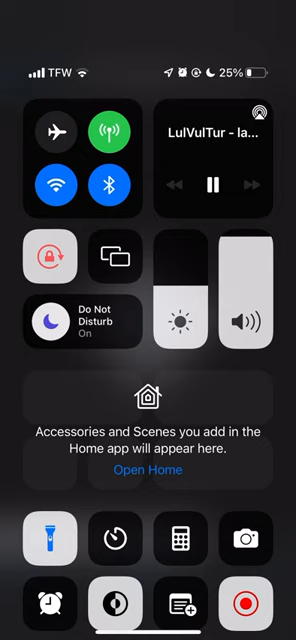 TFW
25%
LulVulTur - la...
Do Not
Disturb
On
Accessories and Scenes you add in the
Home app will appear here.
Open Home